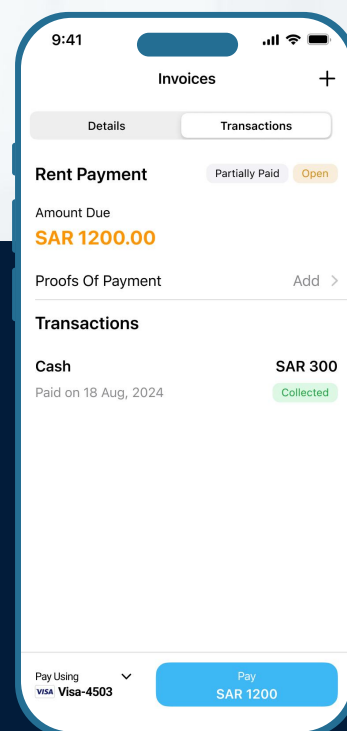 9:41
Invoices
Details Transactions
Rent Payment Partially Paid Open
Amount Due
SAR 1200.00
Proofs Of Payment Add
Transactions
Cash SAR 300
Paid on 18 Aug, 2024 Collected
Pay Using Pay
VISA Visa-4503 SAR 1200